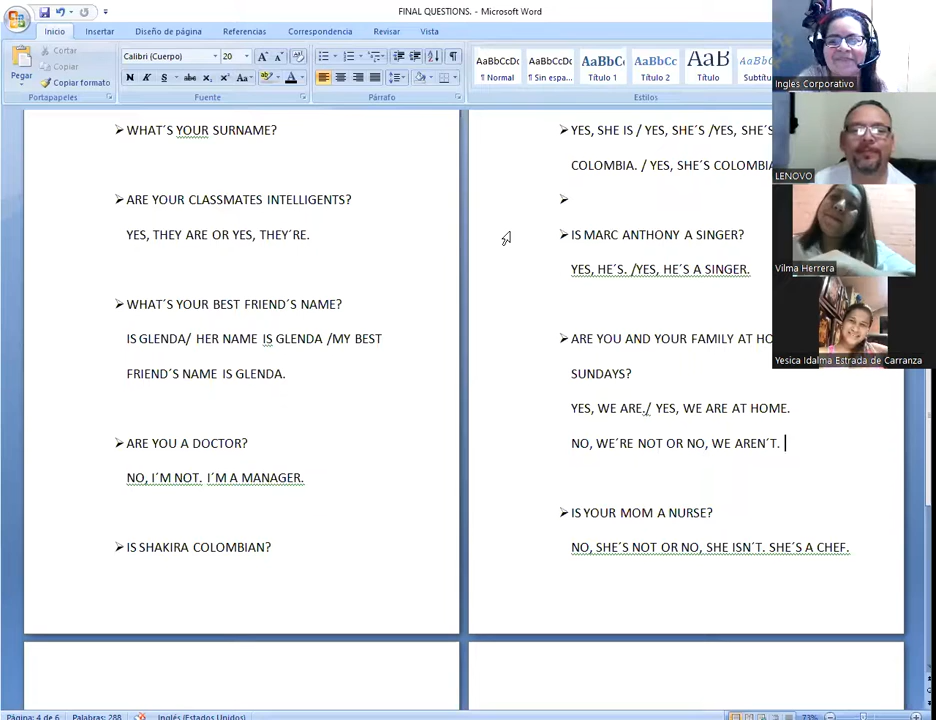 FINAL QUESTIONS. - Microsoft Word
Inicio Insertar Diseño de página Referencias Correspondencia Revisar Vista
Pegar
Cortar
Copiar
Copiar formato
Portapapeles
Calibri (Cuerpo) 20
Fuente
Párrafo
AaBbCcDc AaBbCcDc AaBbC AaBbCc AaB
¶ Normal ¶ Sin espa... Título 1 Título 2 Título Subtítu
Estilos
WHAT´S YOUR SURNAME?
ARE YOUR CLASSMATES INTELLIGENTS?
YES, THEY ARE OR YES, THEY´RE.
WHAT´S YOUR BEST FRIEND´S NAME?
IS GLENDA/ HER NAME IS GLENDA /MY BEST
FRIEND´S NAME IS GLENDA.
ARE YOU A DOCTOR?
NO, I´M NOT. I´M A MANAGER.
IS SHAKIRA COLOMBIAN?
YES, SHE IS / YES, SHE´S /YES, SHE´S
COLOMBIA. / YES, SHE´S COLOMBIA
IS MARC ANTHONY A SINGER?
YES, HE´S. /YES, HE´S A SINGER.
ARE YOU AND YOUR FAMILY AT HO
SUNDAYS?
YES, WE ARE./ YES, WE ARE AT HOME.
NO, WE´RE NOT OR NO, WE AREN´T.
IS YOUR MOM A NURSE?
NO, SHE´S NOT OR NO, SHE ISN´T. SHE´S A CHEF.
Ingles Corporativo
LENOVO
Vilma Herrera
Yesica Idalma Estrada de Carranza
Página: 4 de 6 Palabras: 288 Inglés (Estados Unidos) 73%